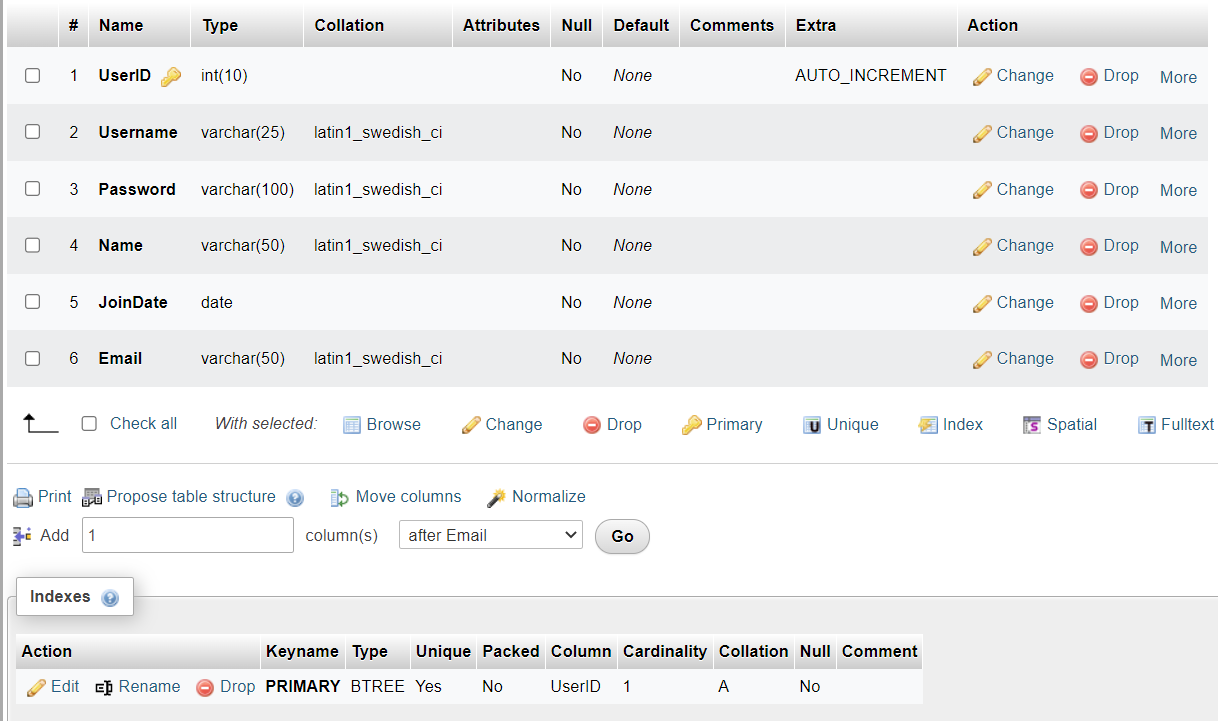 # Name Type Collation Attributes Null Default Comments Extra Action
1 UserID int(10) No None AUTO_INCREMENT Change Drop More
2 Username varchar(25) latin1_swedish_ci No None Change Drop More
3 Password varchar(100) latin1_swedish_ci No None Change Drop More
4 Name varchar(50) latin1_swedish_ci No None Change Drop More
5 JoinDate date No None Change Drop More
6 Email varchar(50) latin1_swedish_ci No None Change Drop More
Check all With selected: Browse Change Drop Primary Unique Index Spatial Fulltext
Print Propose table structure Move columns Normalize
Add 1 column(s) after Email Go
Indexes
Action Keyname Type Unique Packed Column Cardinality Collation Null Comment
Edit Rename Drop PRIMARY BTREE Yes No UserID 1 A No